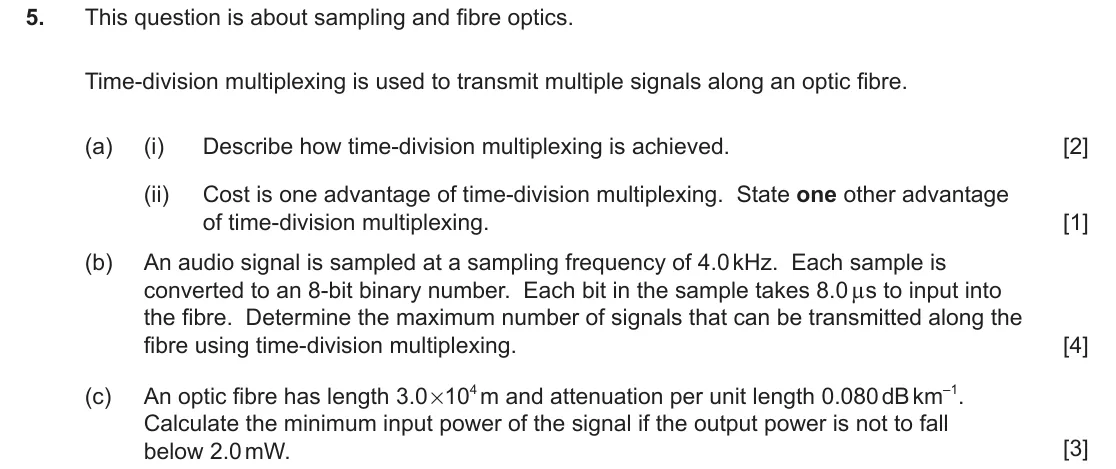 5. This question is about sampling and fibre optics.
Time-division multiplexing is used to transmit multiple signals along an optic fibre.
(a) (i) Describe how time-division multiplexing is achieved. [2]
(ii) Cost is one advantage of time-division multiplexing. State one other advantage
of time-division multiplexing. [1]
(b) An audio signal is sampled at a sampling frequency of 4.0 kHz. Each sample is
converted to an 8-bit binary number. Each bit in the sample takes 8.0 μs to input into
the fibre. Determine the maximum number of signals that can be transmitted along the
fibre using time-division multiplexing. [4]
(c) An optic fibre has length 3.0×10⁴ m and attenuation per unit length 0.080 dB km⁻¹.
Calculate the minimum input power of the signal if the output power is not to fall
below 2.0 mW. [3]